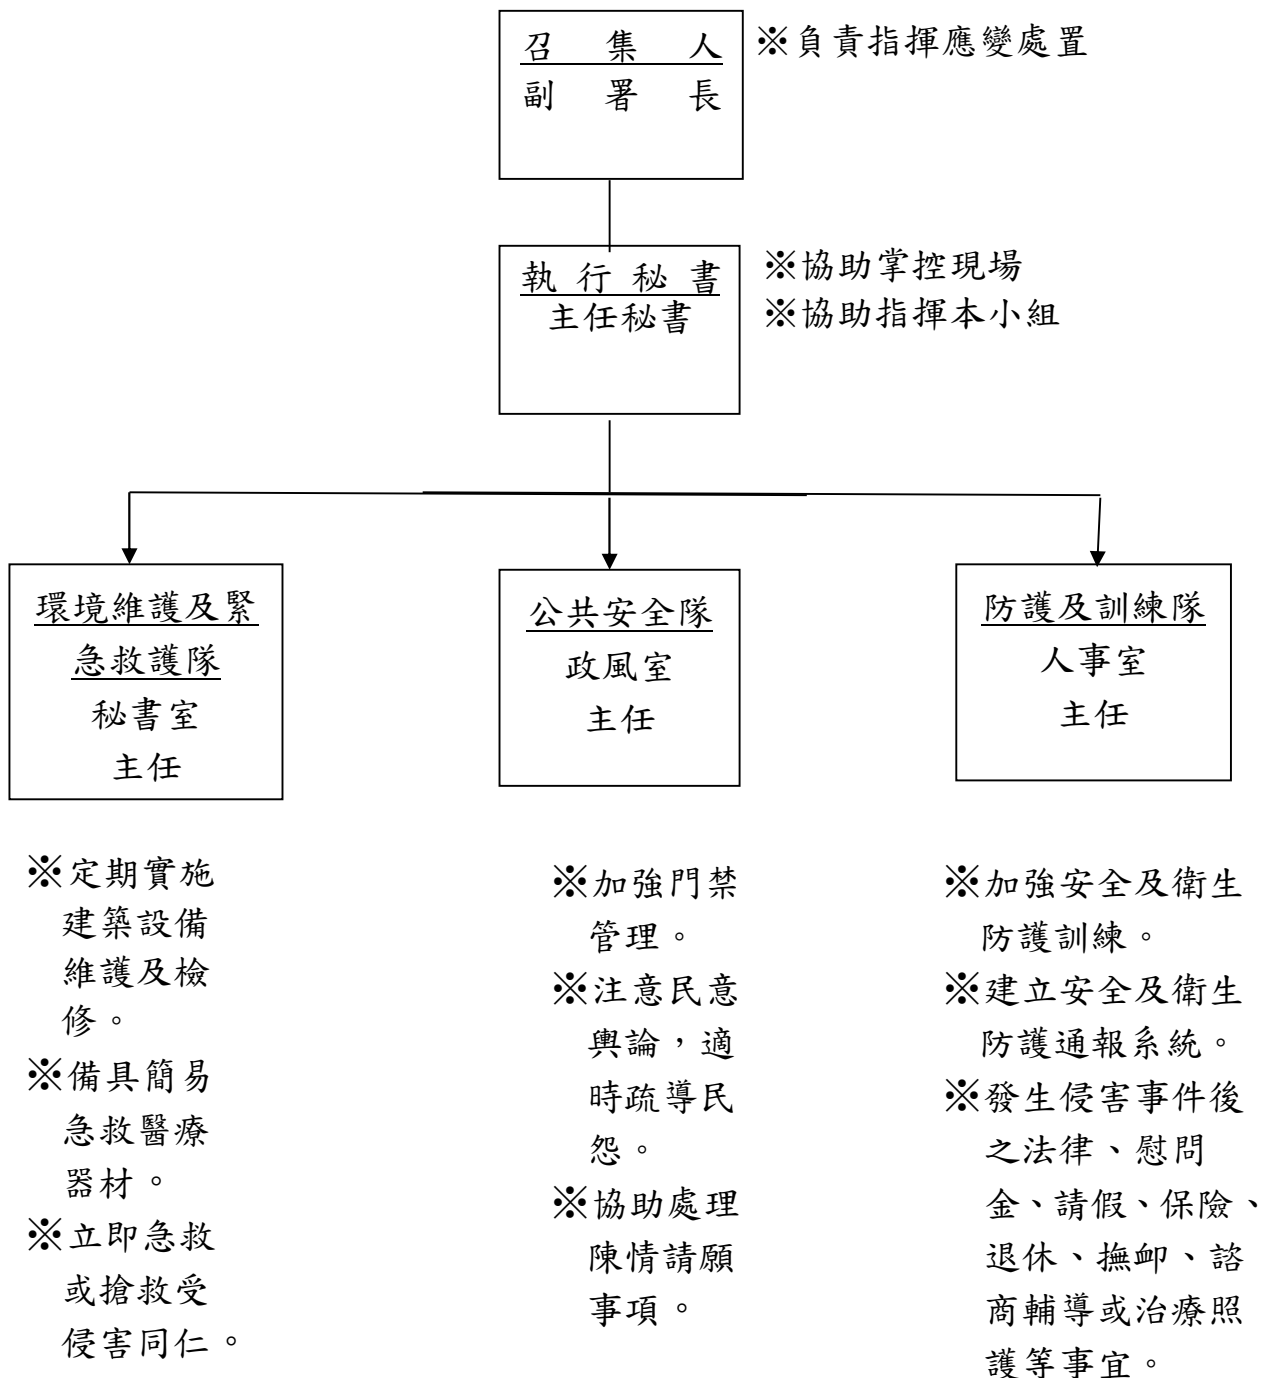 召集人
副署長
※負責指揮應變處置
執行秘書
主任秘書
※協助掌控現場
※協助指揮本小組
環境維護及緊
急救護隊
秘書室
主任
公共安全隊
政風室
主任
防護及訓練隊
人事室
主任
※定期實施
建築設備
維護及檢
修。
※備具簡易
急救醫療
器材。
※立即急救
或搶救受
侵害同仁。
※加強門禁
管理。
※注意民意
輿論，適
時疏導民
怨。
※協助處理
陳情請願
事項。
※加強安全及衛生
防護訓練。
※建立安全及衛生
防護通報系統。
※發生侵害事件後
之法律、慰問
金、請假、保險、
退休、撫卹、諮
商輔導或治療照
護等事宜。